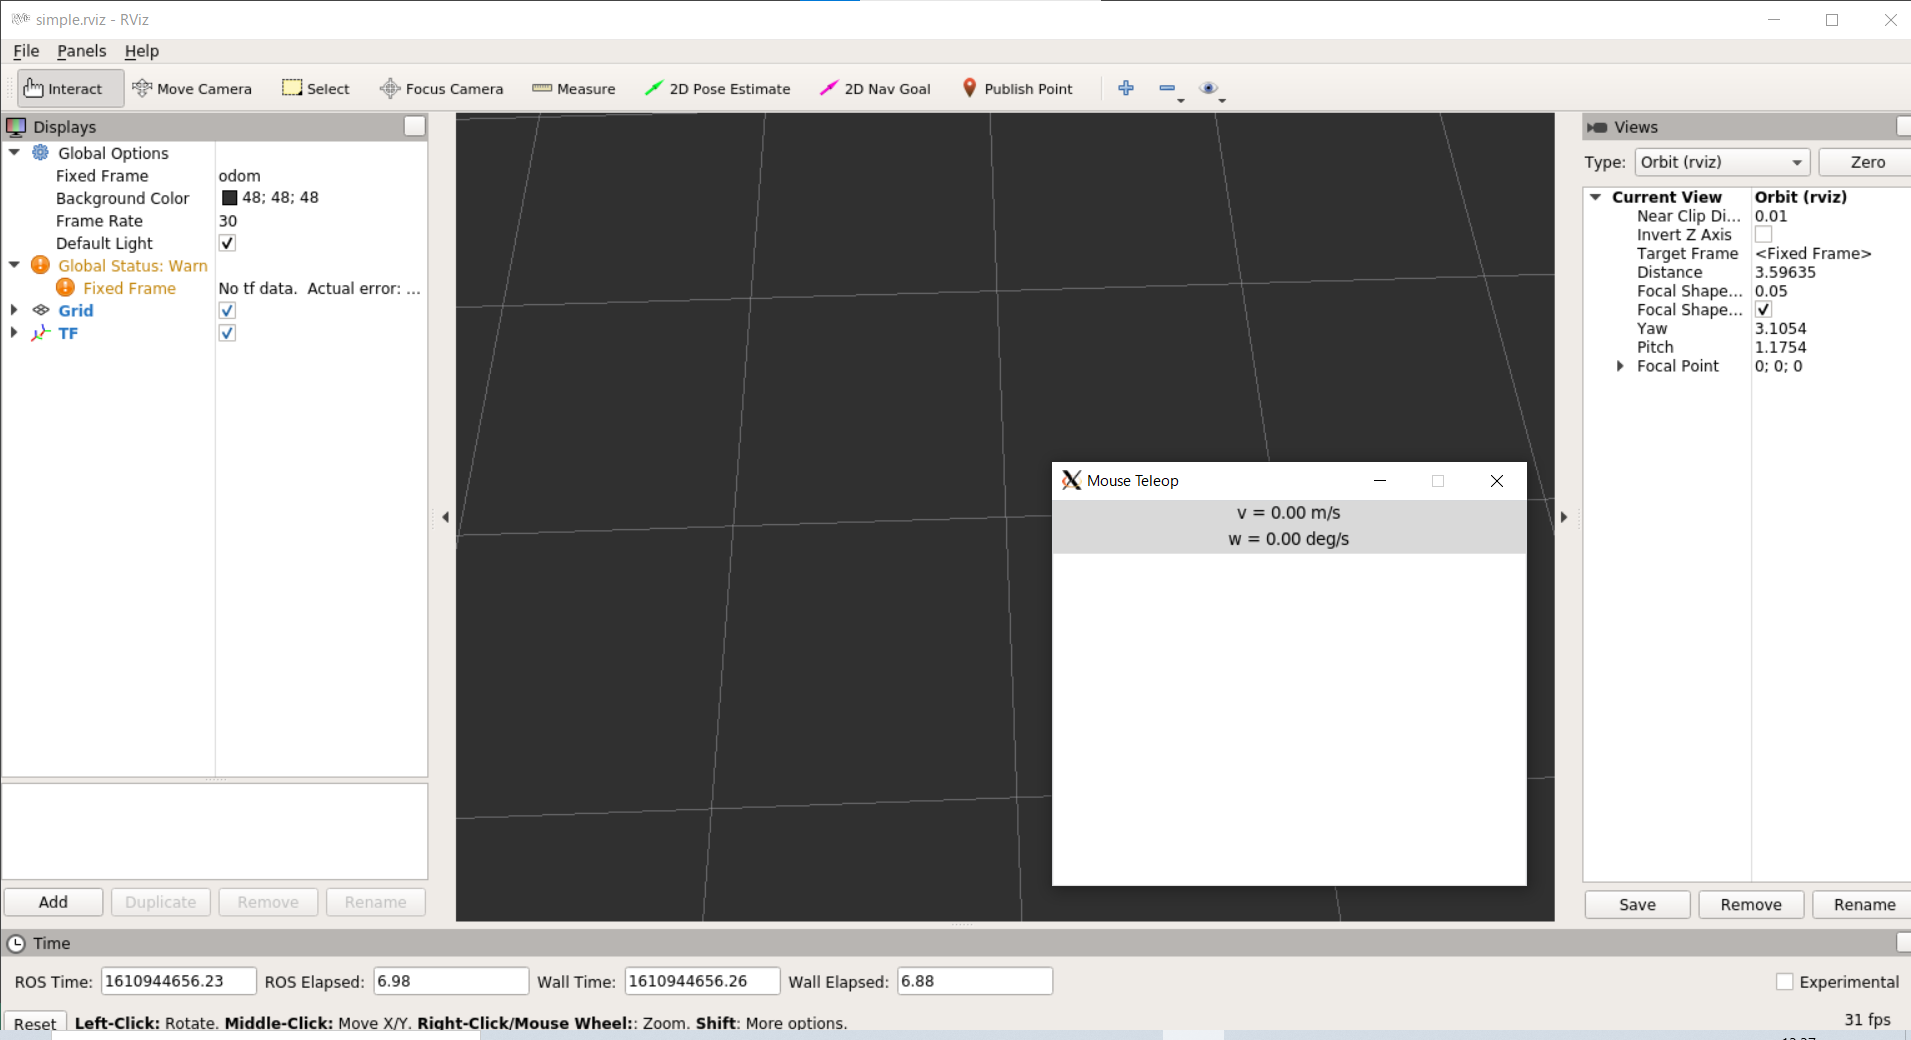 simple.rviz - RViz
File Panels Help
Interact Move Camera Select Focus Camera Measure 2D Pose Estimate 2D Nav Goal Publish Point
Displays
Global Options
Fixed Frame odom
Background Color 48; 48; 48
Frame Rate 30
Default Light
Global Status: Warn
Fixed Frame No tf data. Actual error: ...
Grid
TF
Add Duplicate Remove Rename
Mouse Teleop
v = 0.00 m/s
w = 0.00 deg/s
Views
Type: Orbit (rviz) Zero
Current View Orbit (rviz)
Near Clip Di... 0.01
Invert Z Axis
Target Frame <Fixed Frame>
Distance 3.59635
Focal Shape... 0.05
Focal Shape...
Yaw 3.1054
Pitch 1.1754
Focal Point 0; 0; 0
Save Remove Rename
Time
ROS Time: 1610944656.23 ROS Elapsed: 6.98 Wall Time: 1610944656.26 Wall Elapsed: 6.88 Experimental
Reset Left-Click: Rotate. Middle-Click: Move X/Y. Right-Click/Mouse Wheel:: Zoom. Shift: More options. 31 fps